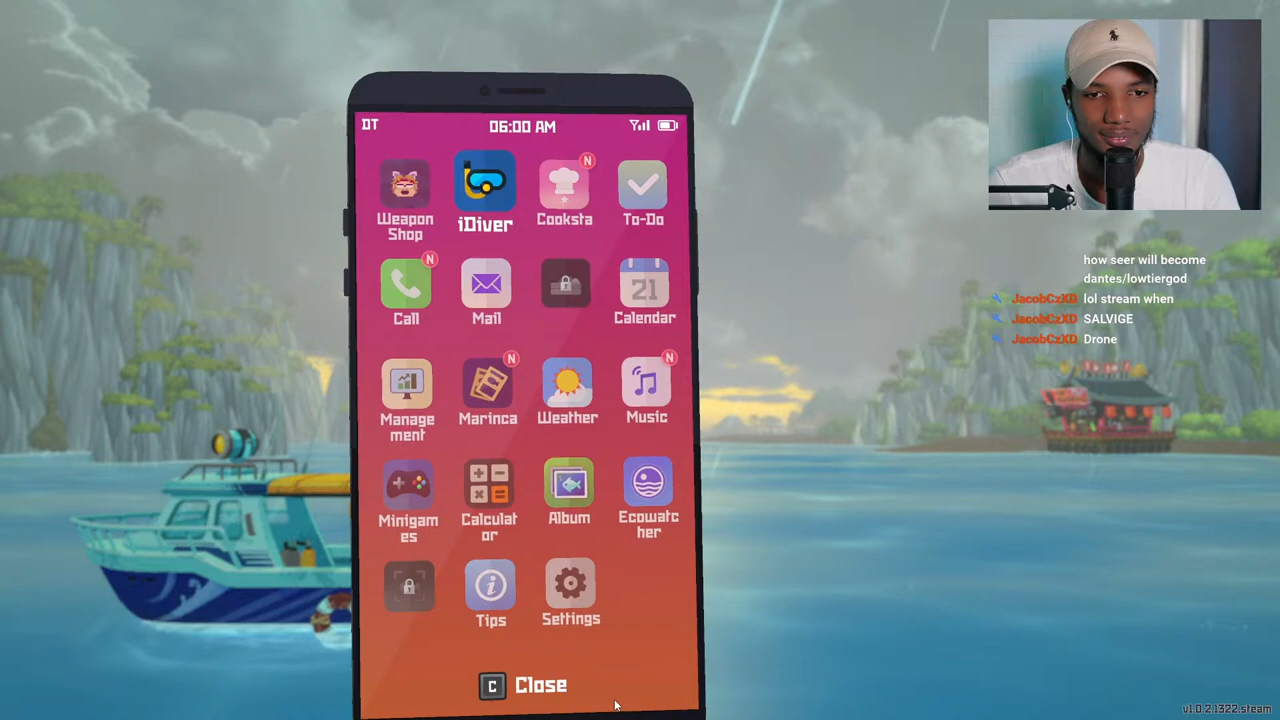 DT
06:00 AM
Weapon
Shop
iDiver
Cooksta
N
To-Do
Call
N
Mail
21
Calendar
Manage
ment
Marinca
N
Weather
Music
N
Minigam
es
Calculat
or
Album
Ecowatc
her
Tips
Settings
C Close
how seer will become
dantes/lowtiergod
JacobCzXD lol stream when
JacobCzXD SALVIGE
JacobCzXD Drone
v1.0.2.1322.steam